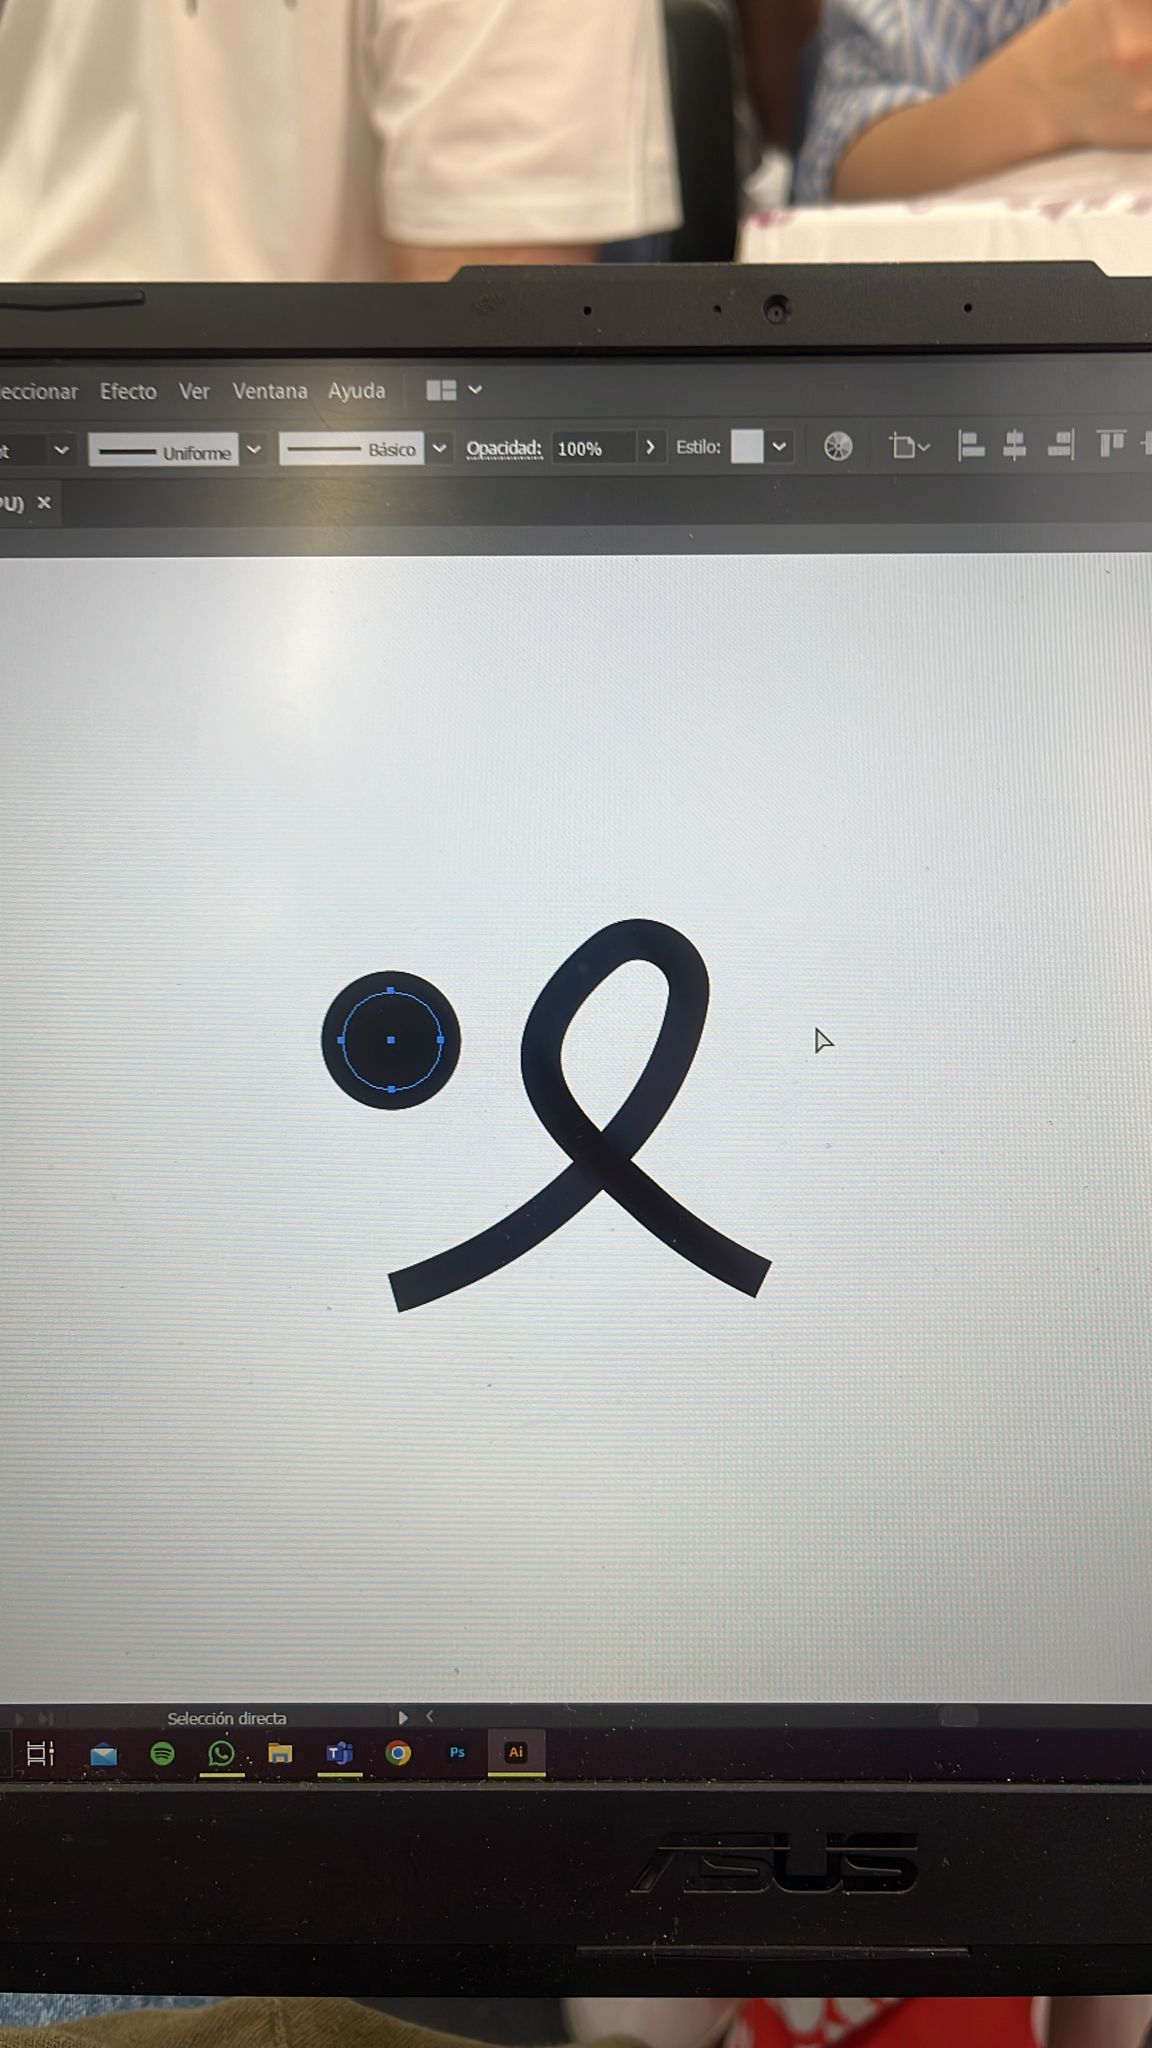 eccionar Efecto Ver Ventana Ayuda
Uniforme Básico Opacidad: 100% Estilo:
PU) ×
Selección directa
Ps Ai
ASUS